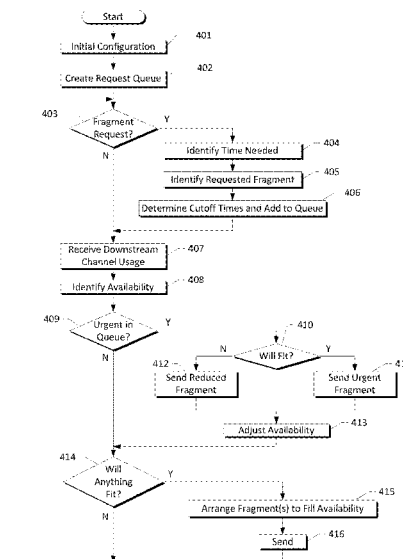 Start
Initial Configuration
401
Create Request Queue
402
403
Fragment
Request?
Y
N
Identify Time Needed
404
Identify Requested Fragment
405
Determine Cutoff Times and Add to Queue
406
Receive Downstream
Channel Usage
407
Identify Availability
408
409
Urgent in
Queue?
Y
N
410
Will Fit?
N
Y
412
Send Reduced
Fragment
Send Urgent
Fragment
Adjust Availability
413
414
Will
Anything
Fit?
Y
N
Arrange Fragment(s) to Fill Availability
415
Send
416